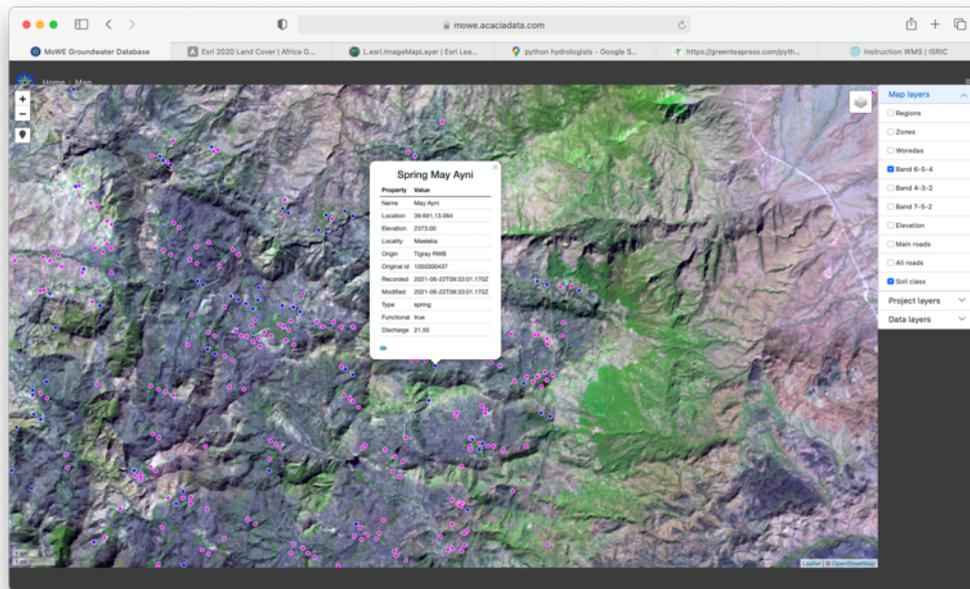 mowe.acaciadata.com
MoWE Groundwater Database
Esri 2020 Land Cover | Africa G...
L.esri.ImageMapLayer | Esri Lea...
python hydrologists - Google S...
https://greenteapress.com/pyth...
Instruction WMS | ISRIC
Home Map
+
−
Spring May Ayni
Property Value
Name May Ayni
Location 39.691,13.064
Elevation 2373.00
Locality Maeleba
Origin Tigray RWB
Original id 1050300437
Recorded 2021-06-22T09:33:01.170Z
Modified 2021-06-22T09:33:01.170Z
Type spring
Functional true
Discharge 21.50
Map layers
Regions
Zones
Woredas
Band 6-5-4
Band 4-3-2
Band 7-5-2
Elevation
Main roads
All roads
Soil class
Project layers
Data layers
Leaflet | © OpenStreetMap